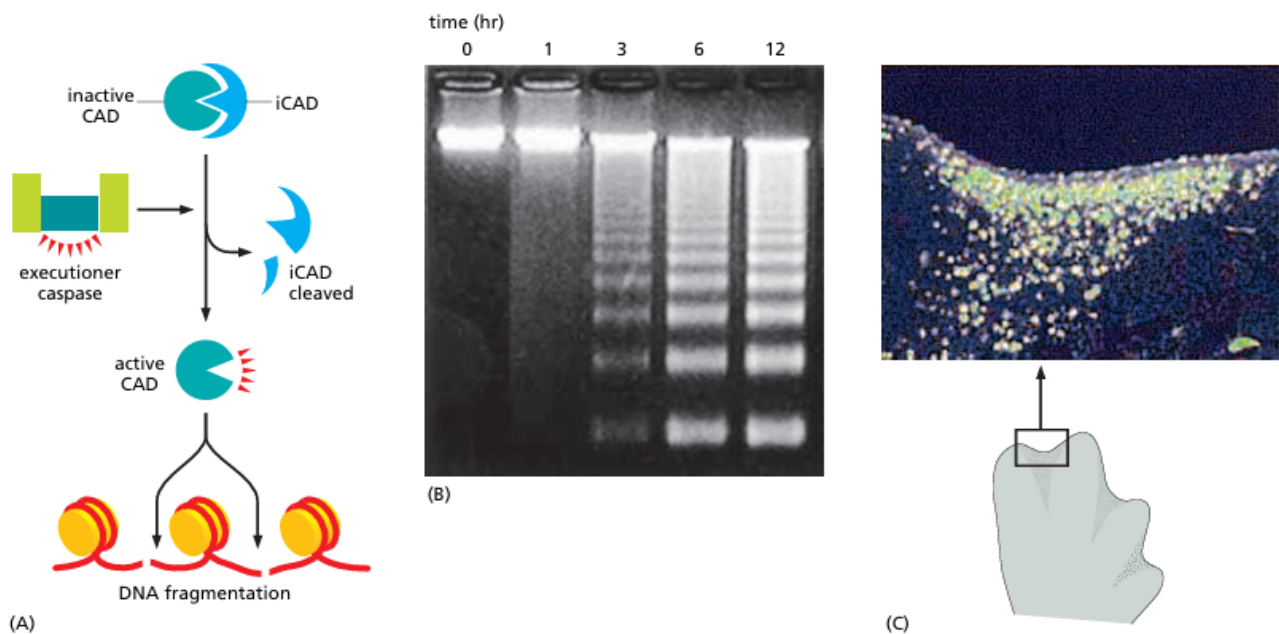 inactive
CAD
iCAD
executioner
caspase
iCAD
cleaved
active
CAD
DNA fragmentation
(A)
time (hr)
0 1 3 6 12
(B)
(C)